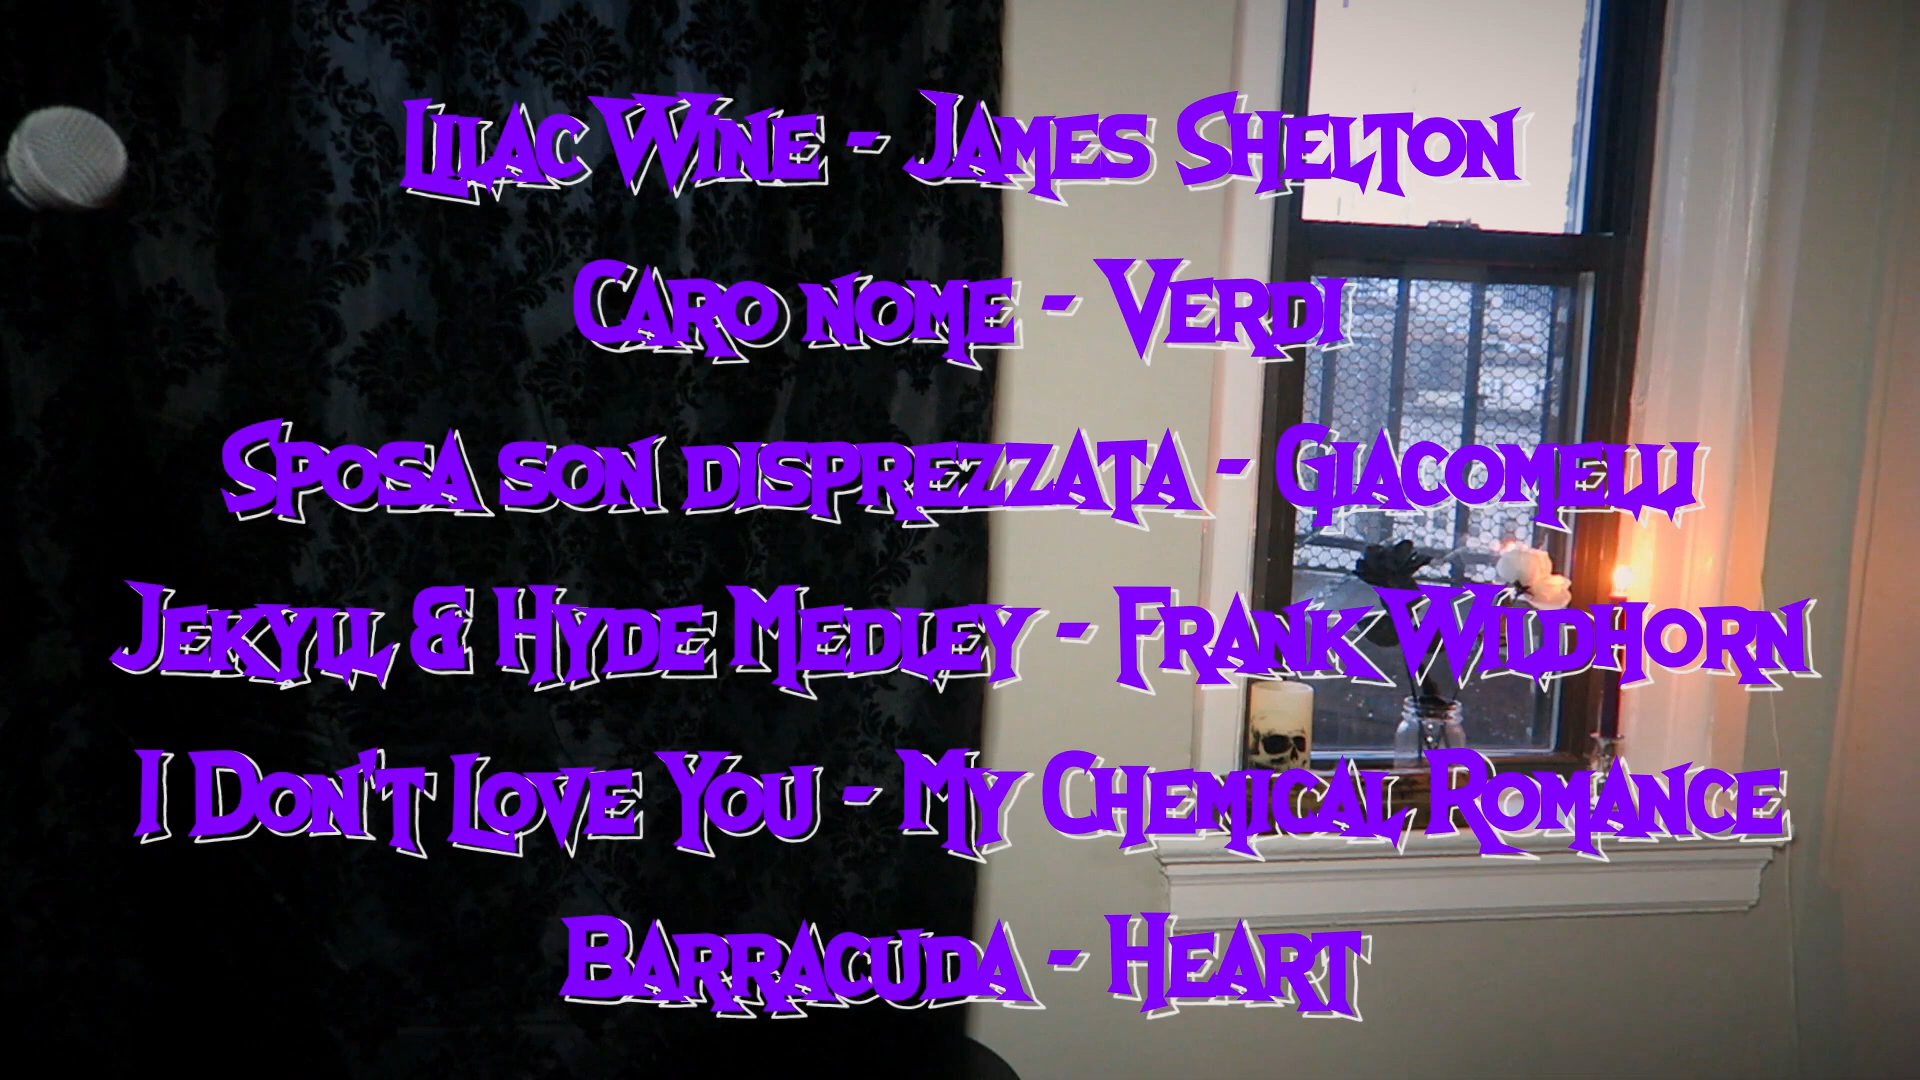 Lilac Wine - James Shelton
Caro nome - Verdi
Sposa son disprezzata - Giacomelli
Jekyll & Hyde Medley - Frank Wildhorn
I Don't Love You - My Chemical Romance
Barracuda - Heart